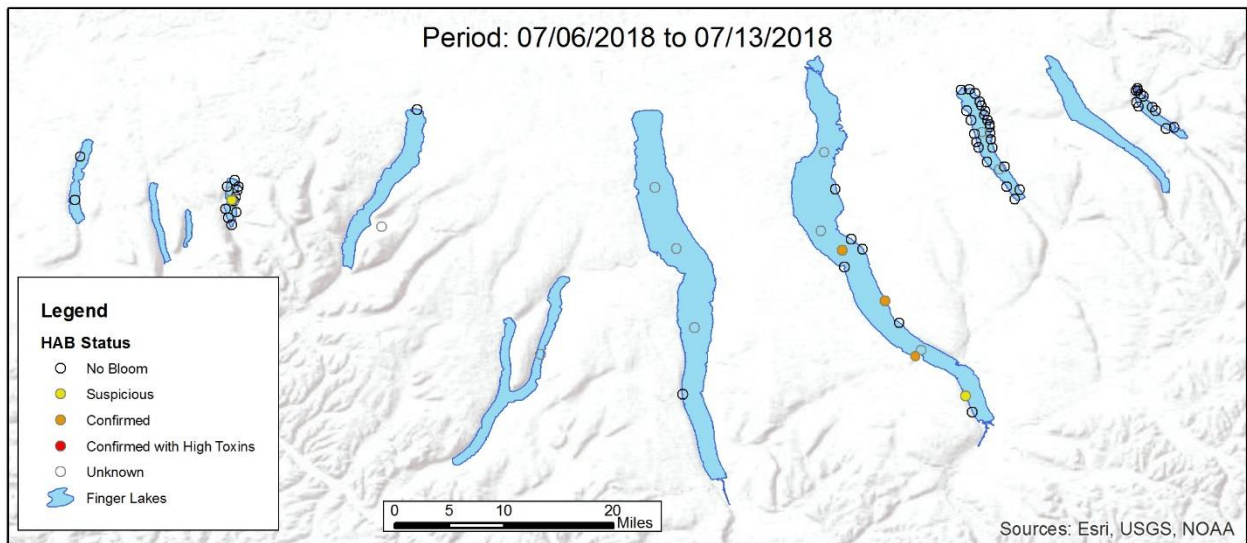 Period: 07/06/2018 to 07/13/2018
Legend
HAB Status
No Bloom
Suspicious
Confirmed
Confirmed with High Toxins
Unknown
Finger Lakes
0 5 10 20
Miles
Sources: Esri, USGS, NOAA